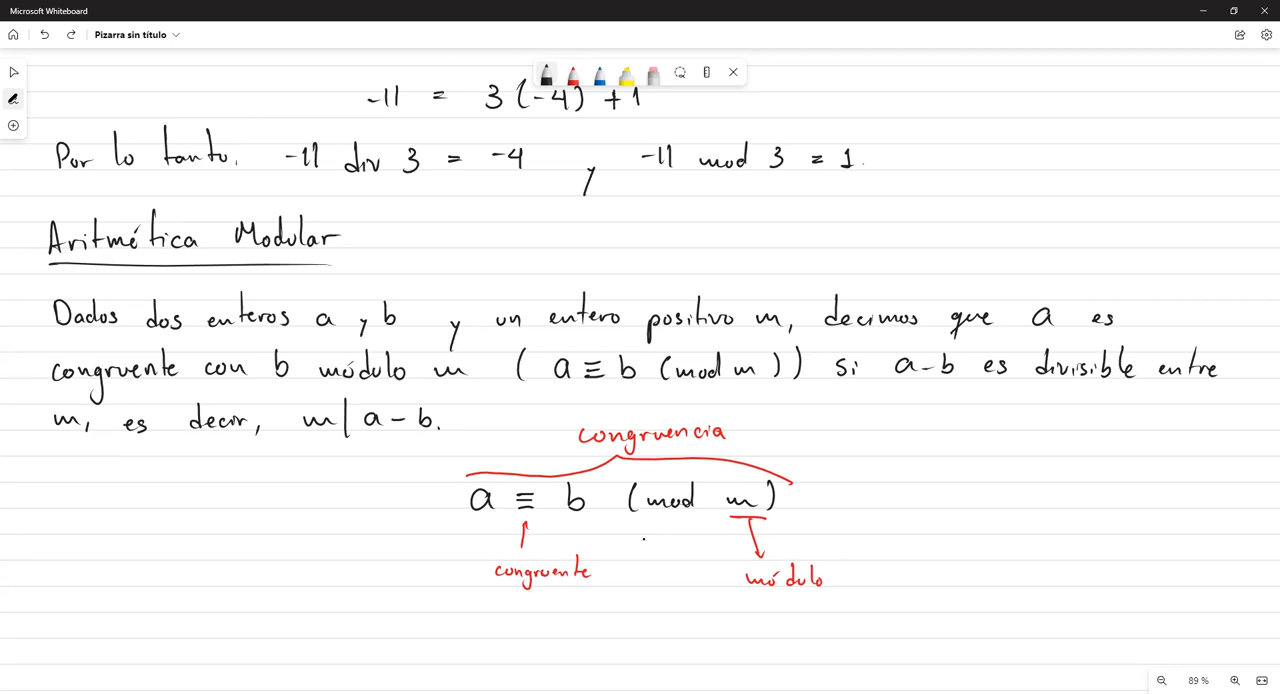 Microsoft Whiteboard
Pizarra sin título
-11 = 3(-4) + 1
Por lo tanto, -11 div 3 = -4 y -11 mod 3 = 1.
Aritmética Modular
Dados dos enteros a y b y un entero positivo m, decimos que a es
congruente con b módulo m (a ≡ b (mod m)) si a-b es divisible entre
m, es decir, m | a - b.
congruencia
a ≡ b (mod m)
congruente
módulo
89 %